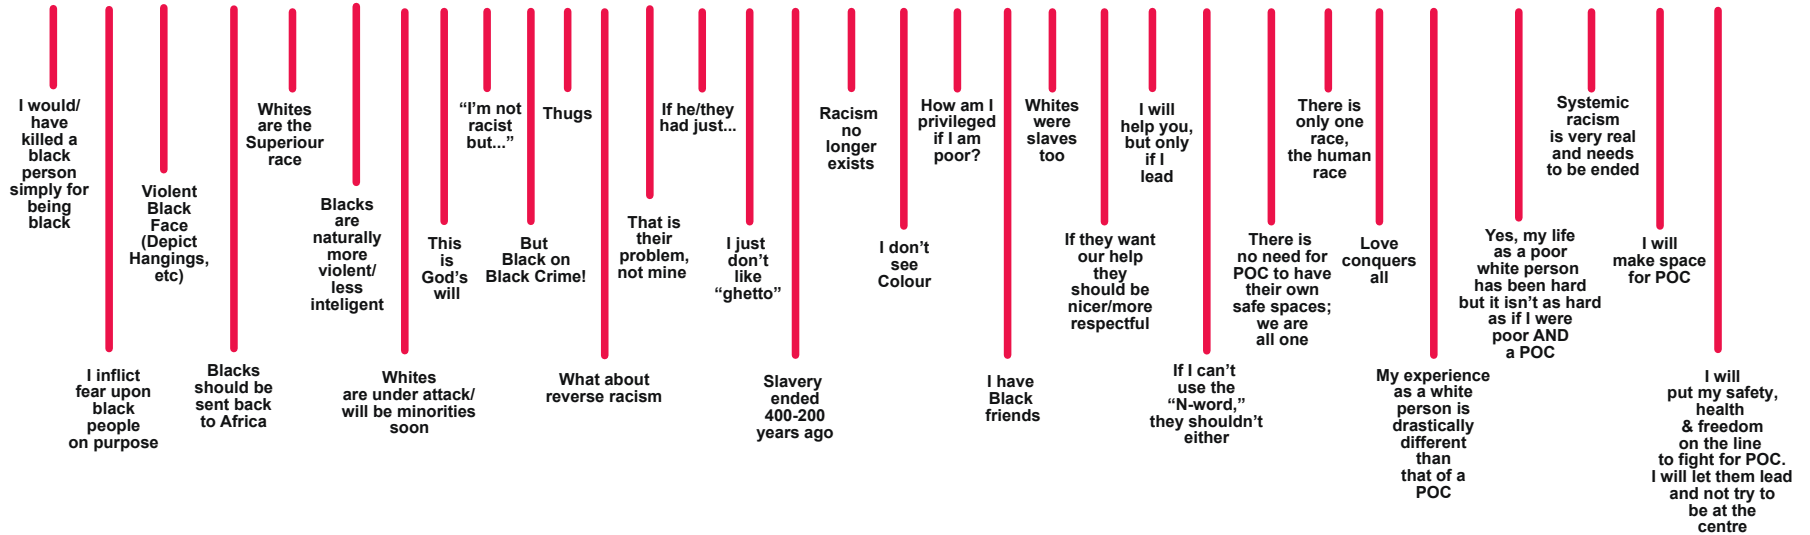 I would/
have
killed a
black
person
simply for
being
black
I inflict
fear upon
black
people
on purpose
Violent
Black
Face
(Depict
Hangings,
etc)
Blacks
should be
sent back
to Africa
Whites
are the
Superiour
race
Blacks
are
naturally
more
violent/
less
inteligent
Whites
are under attack/
will be minorities
soon
This
is
God’s
will
“I’m not
racist
but...”
But
Black on
Black Crime!
Thugs
What about
reverse racism
That is
their
problem,
not mine
If he/they
had just...
I just
don’t
like
“ghetto”
Slavery
ended
400-200
years ago
Racism
no
longer
exists
I don’t
see
Colour
How am I
privileged
if I am
poor?
I have
Black
friends
Whites
were
slaves
too
If they want
our help
they
should be
nicer/more
respectful
I will
help you,
but only
if I
lead
If I can’t
use the
“N-word,”
they shouldn’t
either
There is
no need for
POC to have
their own
safe spaces;
we are
all one
There is
only one
race,
the human
race
Love
conquers
all
My experience
as a white
person is
drastically
different
than
that of a
POC
Yes, my life
as a poor
white person
has been hard
but it isn’t as hard
as if I were
poor AND
a POC
Systemic
racism
is very real
and needs
to be ended
I will
make space
for POC
I will
put my safety,
health
& freedom
on the line
to fight for POC.
I will let them lead
and not try to
be at the
centre